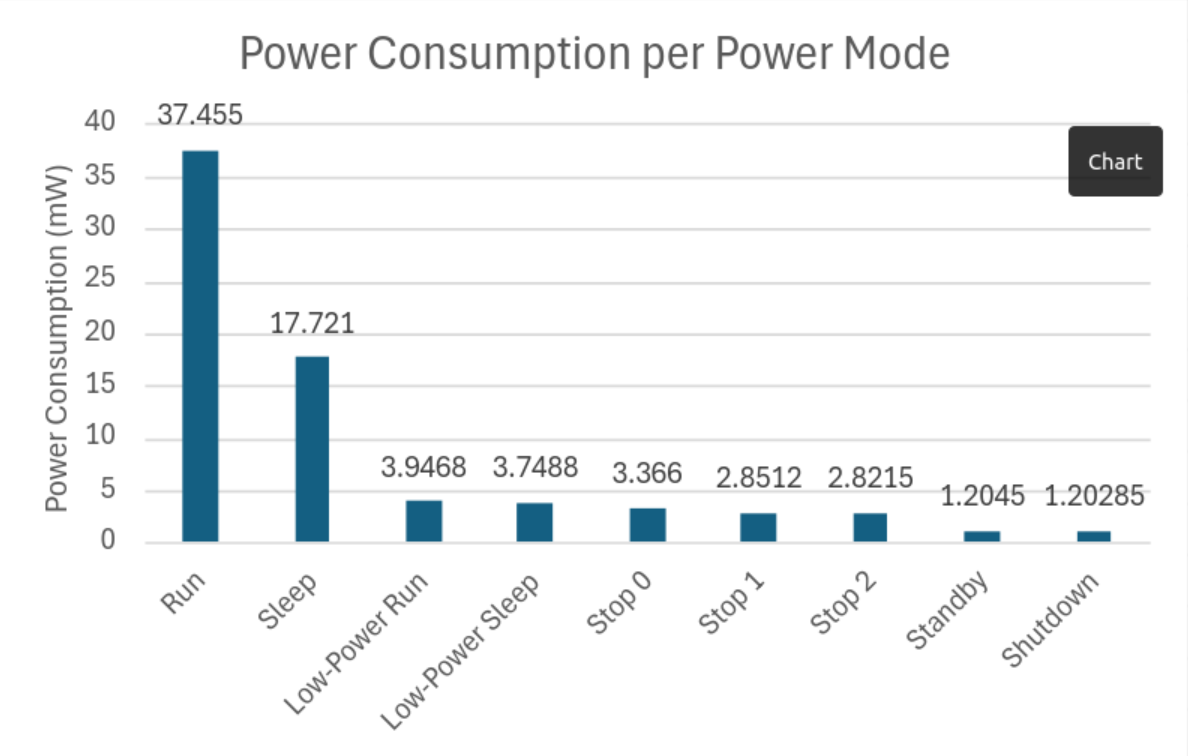 Power Consumption per Power Mode
Power Consumption (mW)
40
35
30
25
20
15
10
5
0
37.455
17.721
3.9468
3.7488
3.366
2.8512
2.8215
1.2045
1.20285
Run
Sleep
Low-Power Run
Low-Power Sleep
Stop 0
Stop 1
Stop 2
Standby
Shutdown
Chart